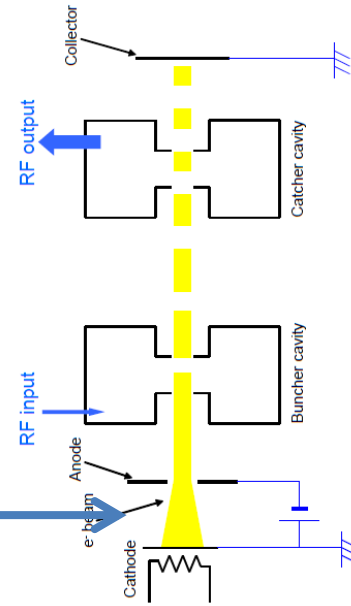 Cathode
e- beam
Anode
RF input
Buncher cavity
RF output
Catcher cavity
Collector